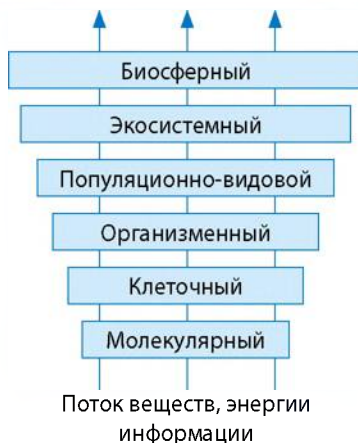 Биосферный
Экосистемный
Популяционно-видовой
Организменный
Клеточный
Молекулярный
Поток веществ, энергии
информации